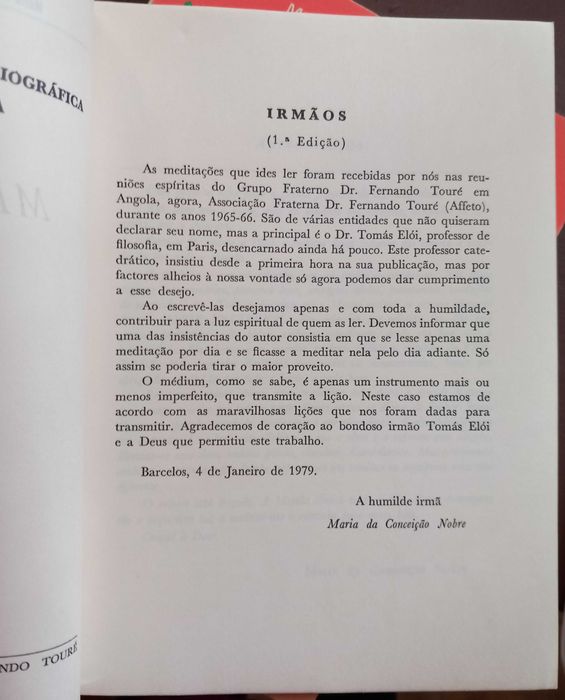 IOGRÁFICA
A
IRMÃOS
(1.ª Edição)
As meditações que ides ler foram recebidas por nós nas reu-
niões espíritas do Grupo Fraterno Dr. Fernando Touré em
Angola, agora, Associação Fraterna Dr. Fernando Touré (Affeto),
durante os anos 1965-66. São de várias entidades que não quiseram
declarar seu nome, mas a principal é o Dr. Tomás Elói, professor de
filosofia, em Paris, desencarnado ainda há pouco. Este professor cate-
drático, insistiu desde a primeira hora na sua publicação, mas por
factores alheios à nossa vontade só agora podemos dar cumprimento
a esse desejo.
Ao escrevê-las desejamos apenas e com toda a humildade,
contribuir para a luz espiritual de quem as ler. Devemos informar que
uma das insistências do autor consistia em que se lesse apenas uma
meditação por dia e se ficasse a meditar nela pelo dia adiante. Só
assim se poderia tirar o maior proveito.
O médium, como se sabe, é apenas um instrumento mais ou
menos imperfeito, que transmite a lição. Neste caso estamos de
acordo com as maravilhosas lições que nos foram dadas para
transmitir. Agradecemos de coração ao bondoso irmão Tomás Elói
e a Deus que permitiu este trabalho.
Barcelos, 4 de Janeiro de 1979.
A humilde irmã
Maria da Conceição Nobre
NDO TOURÉ